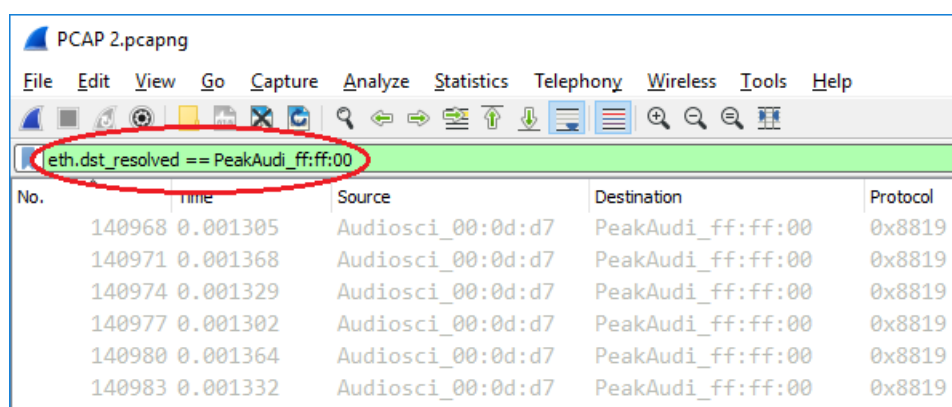 PCAP 2.pcapng
File Edit View Go Capture Analyze Statistics Telephony Wireless Tools Help
eth.dst_resolved == PeakAudi_ff:ff:00
No. Time Source Destination Protocol
140968 0.001305 Audiosci_00:0d:d7 PeakAudi_ff:ff:00 0x8819
140971 0.001368 Audiosci_00:0d:d7 PeakAudi_ff:ff:00 0x8819
140974 0.001329 Audiosci_00:0d:d7 PeakAudi_ff:ff:00 0x8819
140977 0.001302 Audiosci_00:0d:d7 PeakAudi_ff:ff:00 0x8819
140980 0.001364 Audiosci_00:0d:d7 PeakAudi_ff:ff:00 0x8819
140983 0.001332 Audiosci_00:0d:d7 PeakAudi_ff:ff:00 0x8819